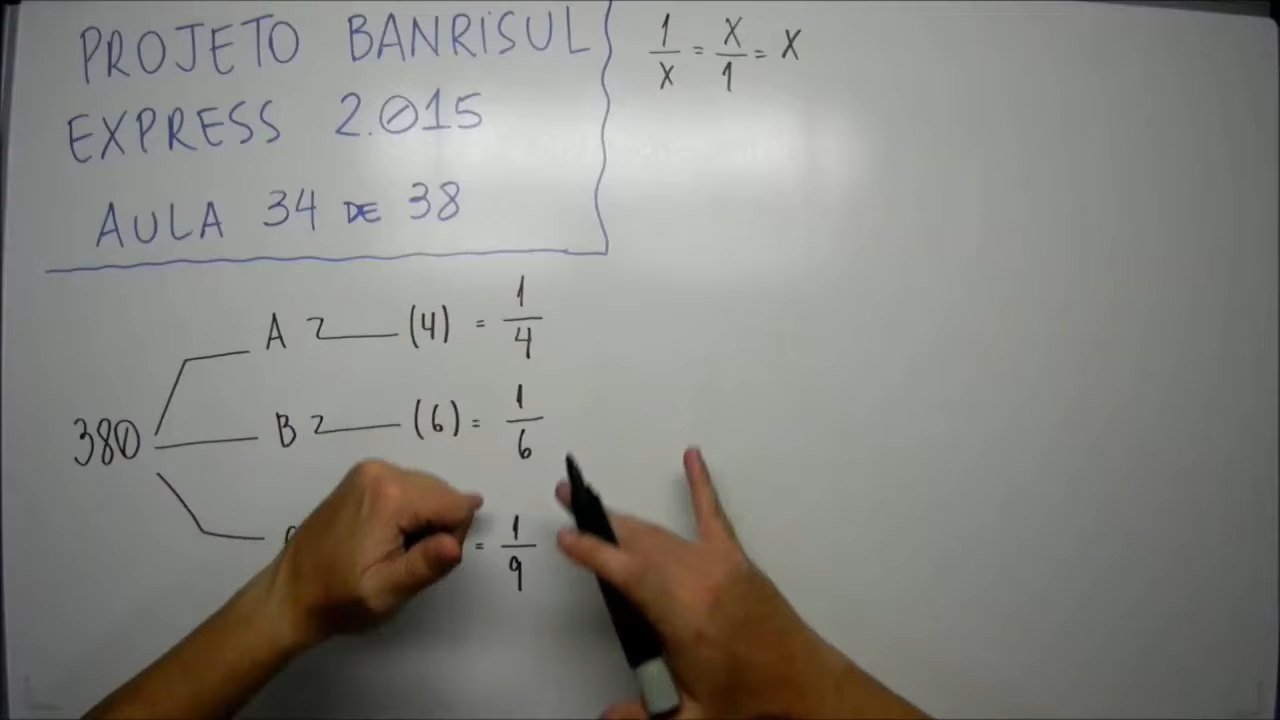 PROJETO BANRISUL
EXPRESS 2.015
AULA 34 DE 38
1/x = x/1 = x
A 2 (4) = 1/4
380 B 2 (6) = 1/6
= 1/9